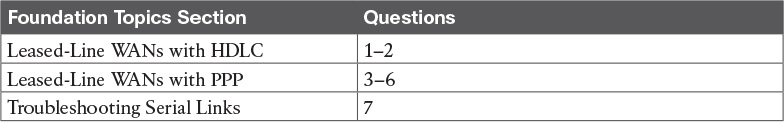 Foundation Topics Section Questions
Leased-Line WANs with HDLC 1–2
Leased-Line WANs with PPP 3–6
Troubleshooting Serial Links 7